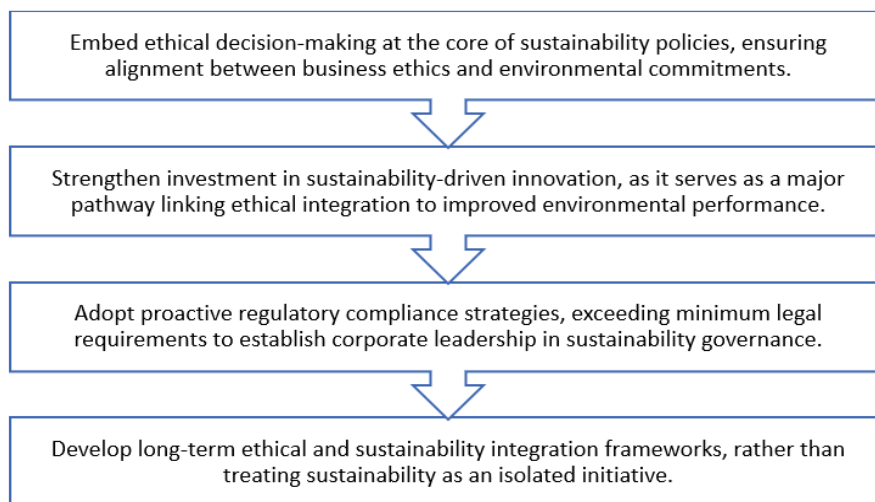 Embed ethical decision-making at the core of sustainability policies, ensuring
alignment between business ethics and environmental commitments.
Strengthen investment in sustainability-driven innovation, as it serves as a major
pathway linking ethical integration to improved environmental performance.
Adopt proactive regulatory compliance strategies, exceeding minimum legal
requirements to establish corporate leadership in sustainability governance.
Develop long-term ethical and sustainability integration frameworks, rather than
treating sustainability as an isolated initiative.